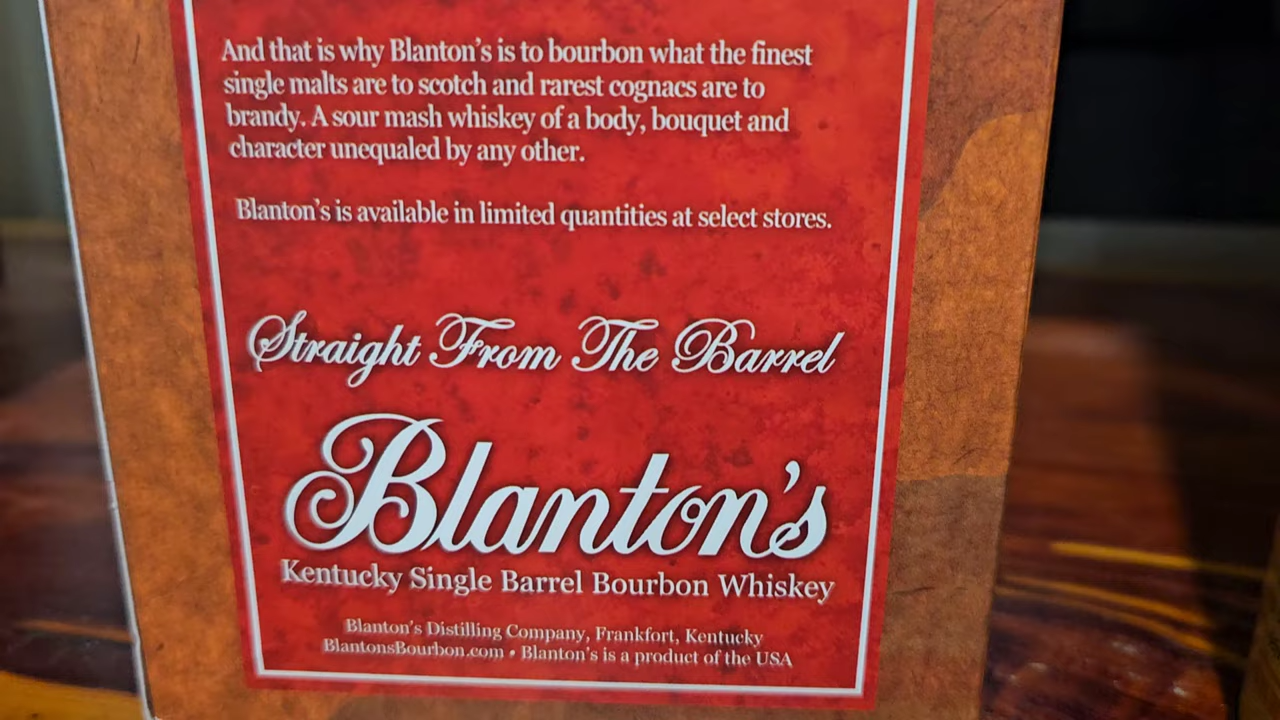 And that is why Blanton's is to bourbon what the finest
single malts are to scotch and rarest cognacs are to
brandy. A sour mash whiskey of a body, bouquet and
character unequaled by any other.
Blanton's is available in limited quantities at select stores.
Straight From The Barrel
Blanton's
Kentucky Single Barrel Bourbon Whiskey
Blanton's Distilling Company, Frankfort, Kentucky
BlantonsBourbon.com • Blanton's is a product of the USA